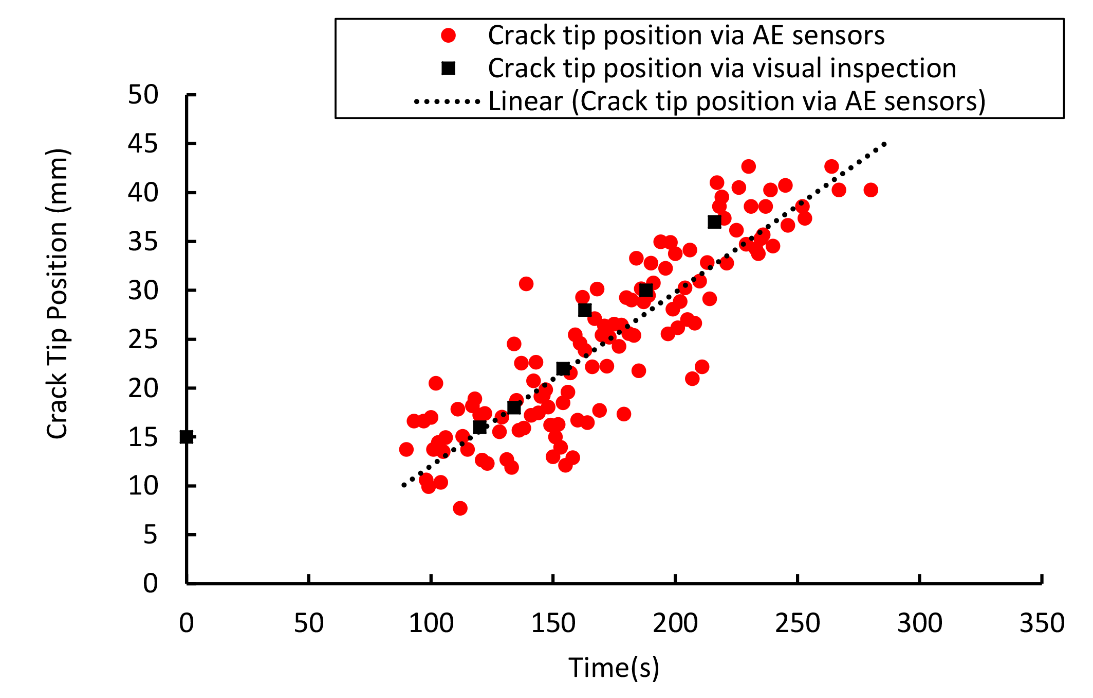 Crack tip position via AE sensors
Crack tip position via visual inspection
Linear (Crack tip position via AE sensors)
50
45
40
35
30
25
20
15
10
5
0
Crack Tip Position (mm)
0 50 100 150 200 250 300 350
Time(s)